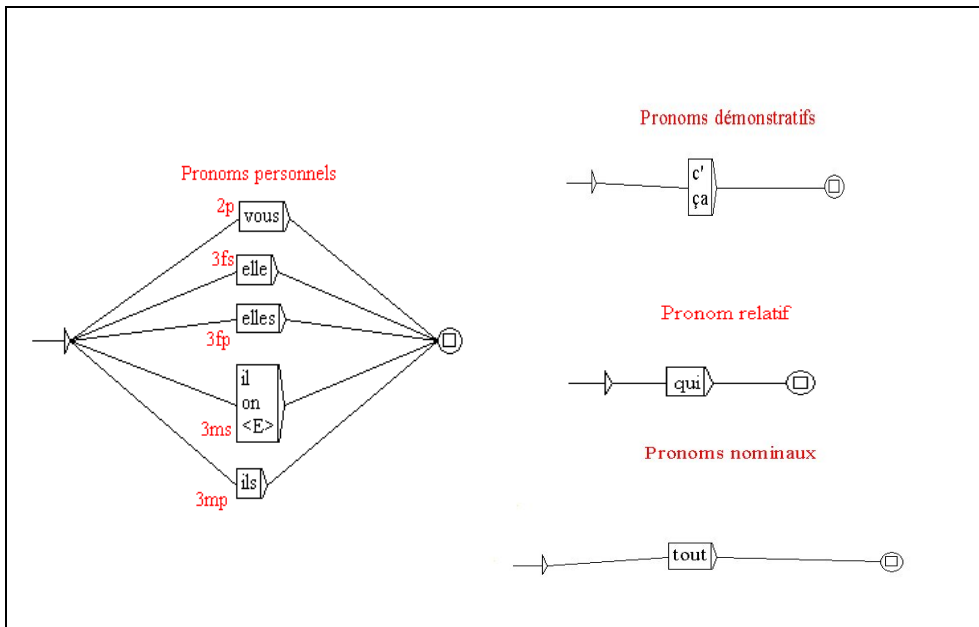 Pronoms personnels
2p
vous
3fs
elle
elles
3fp
il
on
<E>
3ms
ils
3mp
Pronoms démonstratifs
c'
ça
Pronom relatif
qui
Pronoms nominaux
tout